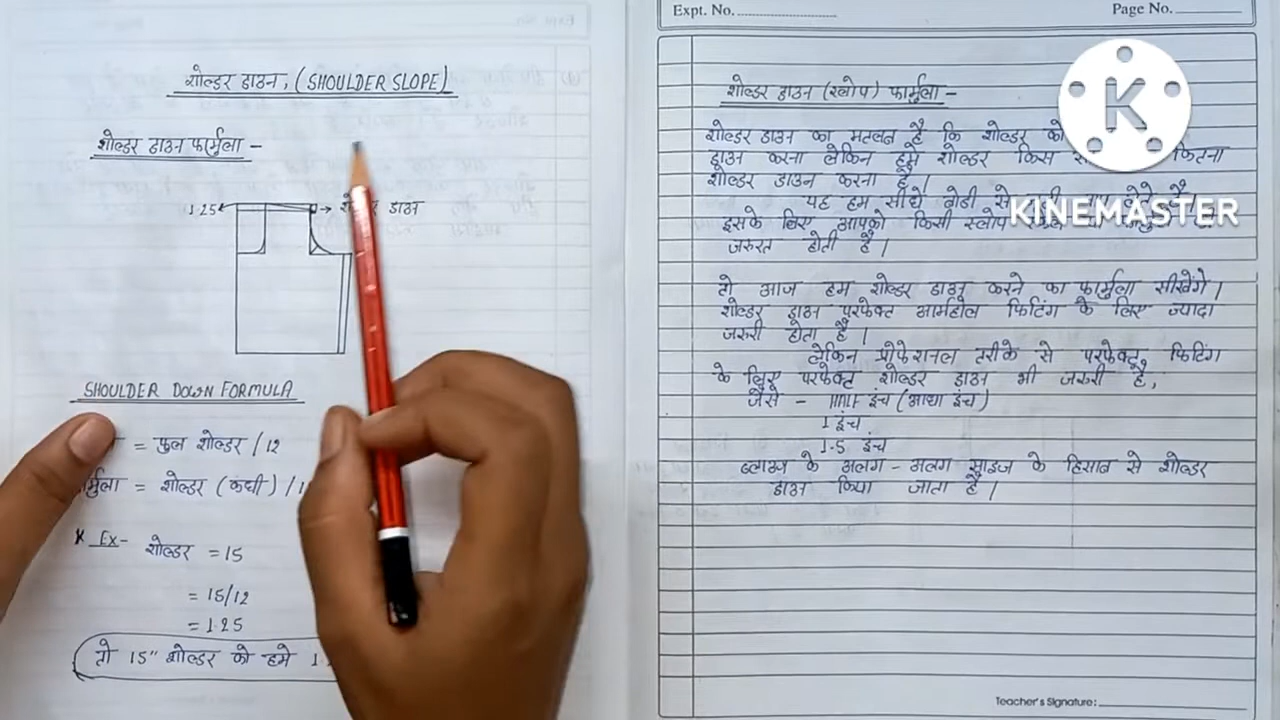 शोल्डर डाउन, (SHOULDER SLOPE)
शोल्डर डाउन फार्मुला -
1.25
डाउन
SHOULDER DOWN FORMULA
= फुल शोल्डर / 12
= शोल्डर (कंधी) /
* Ex-
शोल्डर = 15
= 15/12
= 1.25
तो 15" शोल्डर को हमे
Expt. No.
Page No.
शोल्डर डाउन (स्लोप) फार्मुला -
शोल्डर डाउन का मतलब है कि शोल्डर को
डाउन करना लेकिन हमे शोल्डर किस कितना
शोल्डर डाउन करना है।
यह हम सीधे बोडी से लेते है।
इसके लिए आपको किसी स्लोप
जरुरत होती है।
तो आज हम शोल्डर डाउन करने का फार्मुला सीखेंगे।
शोल्डर डाउन परफेक्ट आर्महोल फिटिंग के लिए ज्यादा
जरुरी होता है।
लेकिन प्रोफेशनल तरीके से परफेक्ट फिटिंग
के लिए परफेक्ट शोल्डर डाउन भी जरुरी है,
जैसे - इंच (आधा इंच)
1 इंच
1.5 इंच
ब्लाउज के अलग - अलग साइज के हिसाब से शोल्डर
डाउन किया जाता है।
Teacher's Signature:
K
KINEMASTER